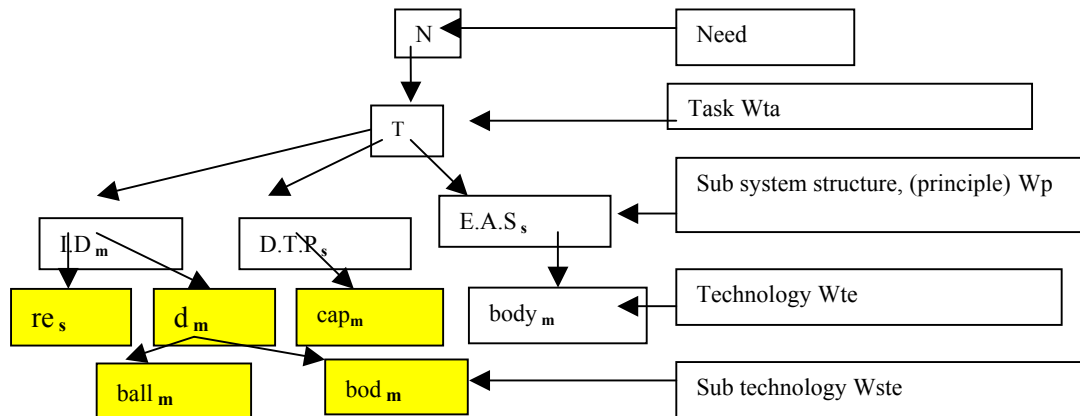 N
Need
T
Task Wta
Sub system structure, (principle) Wp
E.A.S s
I.D m
D.T.P s
re s
d m
cap m
body m
Technology Wte
ball m
bod m
Sub technology Wste